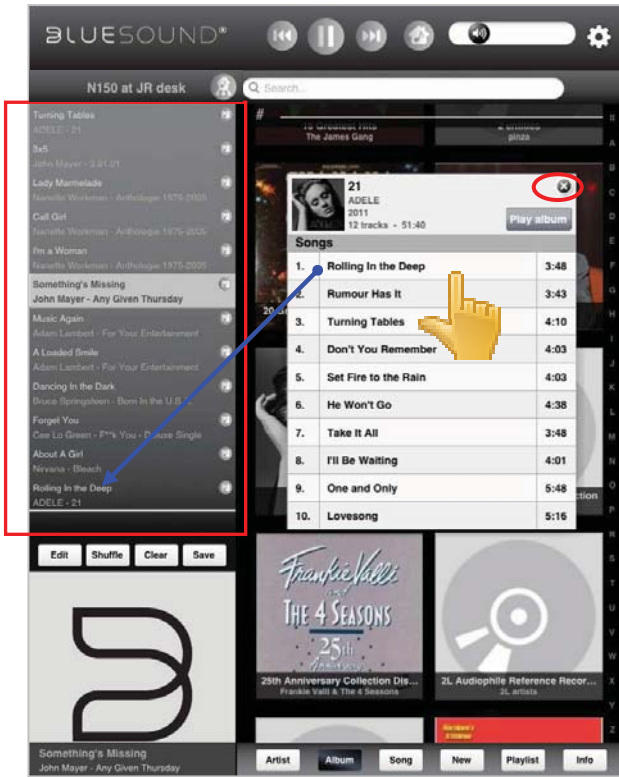 BLUESOUND®
N150 at JR desk
Search...
Turning Tables
ADELE - 21
3x5
John Mayer - 3.21.01
Lady Marmelade
Nanette Workman - Anthologie 1975-2005
Call Girl
Nanette Workman - Anthologie 1975-2005
I'm a Woman
Nanette Workman - Anthologie 1975-2005
Something's Missing
John Mayer - Any Given Thursday
Music Again
Adam Lambert - For Your Entertainment
A Loaded Smile
Adam Lambert - For Your Entertainment
Dancing In the Dark
Bruce Springsteen - Born In the U.S.
Forget You
Cee Lo Green - F**k You - Deluxe Single
About A Girl
Nirvana - Bleach
Rolling In the Deep
ADELE - 21
Edit Shuffle Clear Save
Something's Missing
John Mayer - Any Given Thursday
#
The James Gang
pinza
21
ADELE
2011
12 tracks - 51:40
Play album
Songs
1. Rolling In the Deep 3:48
2. Rumour Has It 3:43
3. Turning Tables 4:10
4. Don't You Remember 4:03
5. Set Fire to the Rain 4:03
6. He Won't Go 4:38
7. Take It All 3:48
8. I'll Be Waiting 4:01
9. One and Only 5:48
10. Lovesong 5:16
Frankie Valli
THE 4 SEASONS
25th
Anniversary
25th Anniversary Collection Dis...
Frankie Valli & The 4 Seasons
2L Audiophile Reference Recor...
2L artists
#
A
B
C
D
E
F
G
H
I
J
K
L
M
N
O
P
R
S
T
U
V
W
X
Y
Z
Artist Album Song New Playlist Info